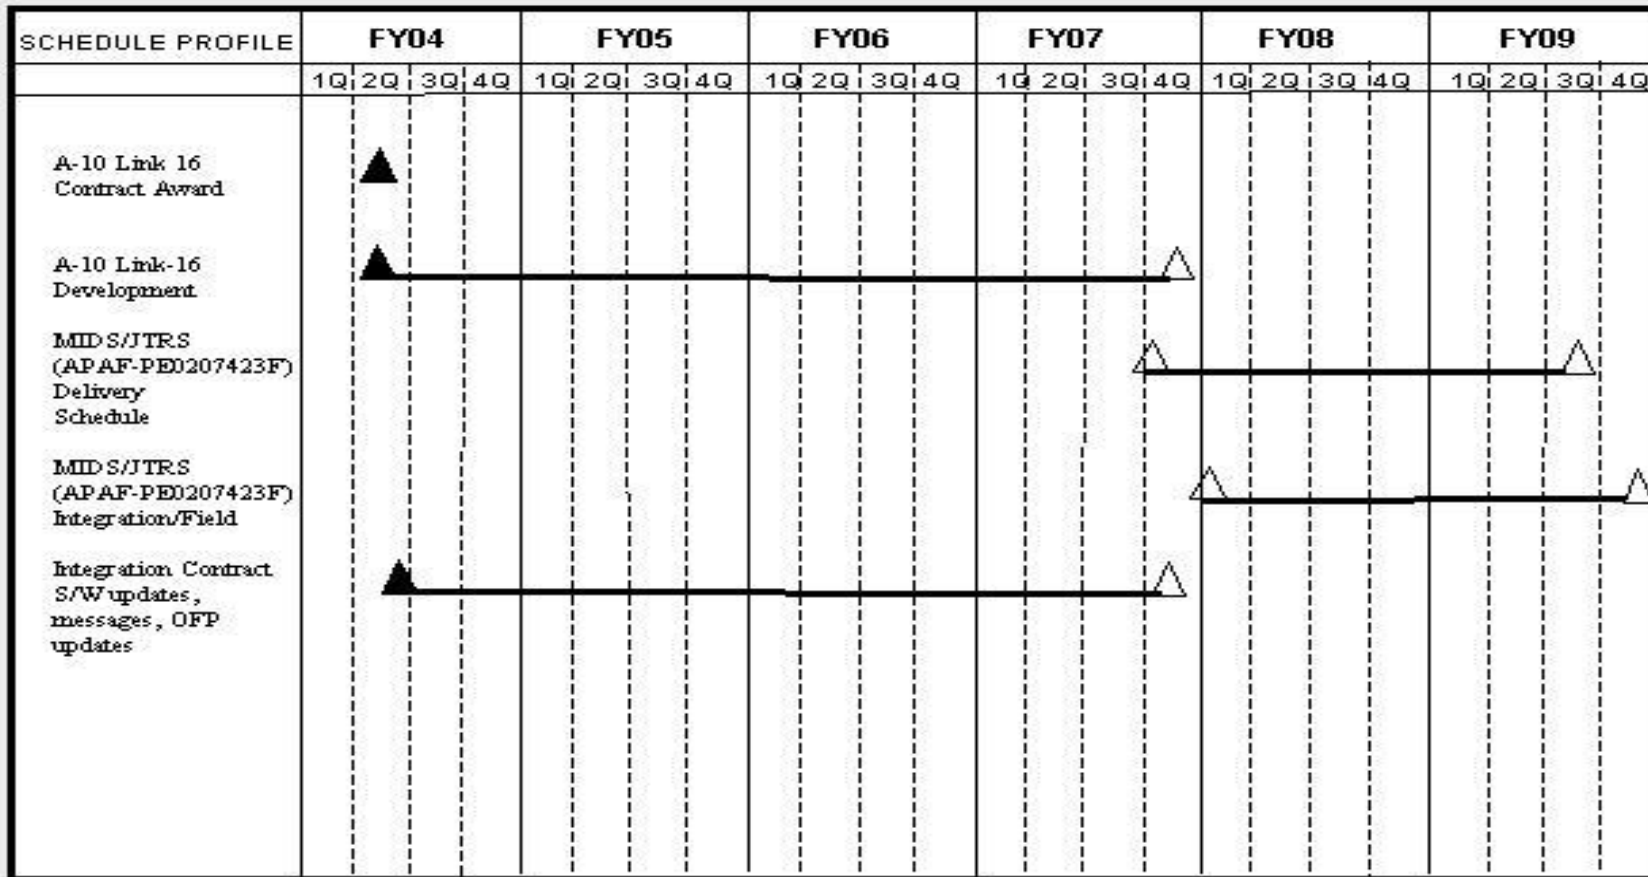 SCHEDULE PROFILE FY04 FY05 FY06 FY07 FY08 FY09
1Q 2Q 3Q 4Q 1Q 2Q 3Q 4Q 1Q 2Q 3Q 4Q 1Q 2Q 3Q 4Q 1Q 2Q 3Q 4Q 1Q 2Q 3Q 4Q
A-10 Link 16
Contract Award
A-10 Link-16
Development
MIDS/JTRS
(APAF-PE0207423F)
Delivery
Schedule
MIDS/JTRS
(APAF-PE0207423F)
Integration/Field
Integration Contract
S/W updates,
messages, OFP
updates